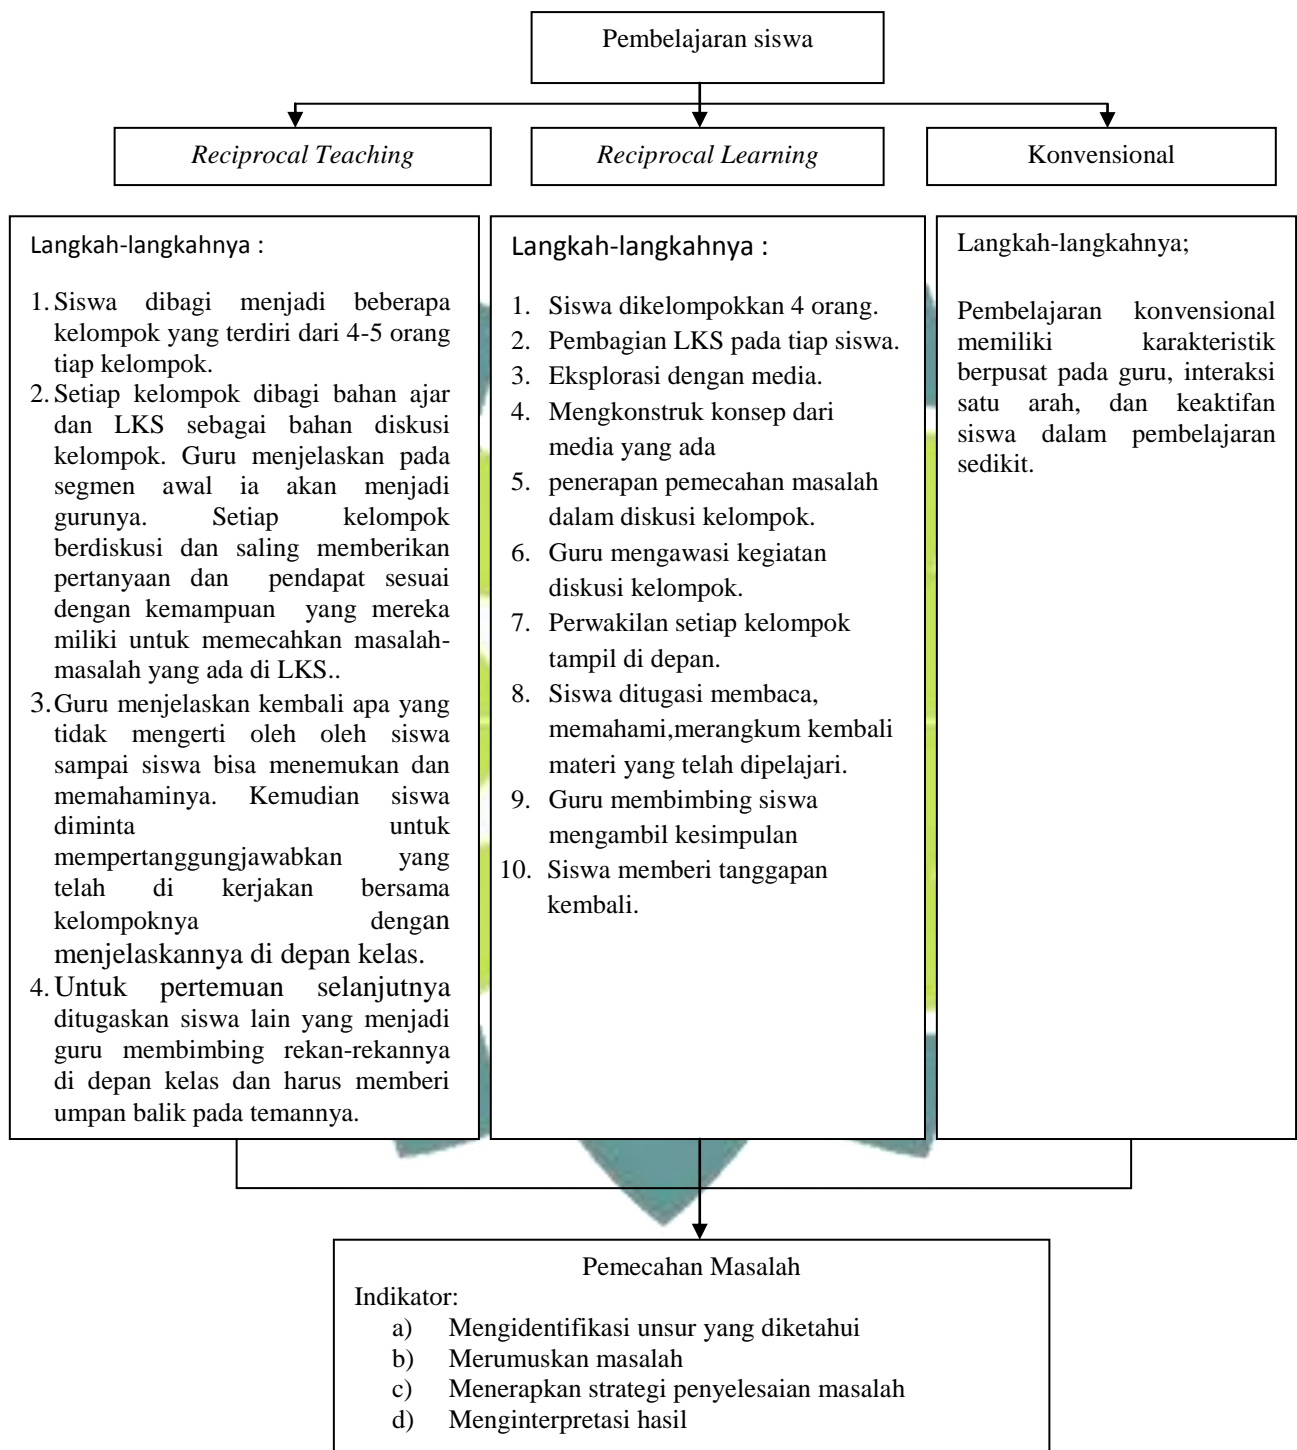 Pembelajaran siswa
Reciprocal Teaching
Reciprocal Learning
Konvensional
Langkah-langkahnya :
1. Siswa dibagi menjadi beberapa
kelompok yang terdiri dari 4-5 orang
tiap kelompok.
2. Setiap kelompok dibagi bahan ajar
dan LKS sebagai bahan diskusi
kelompok. Guru menjelaskan pada
segmen awal ia akan menjadi
gurunya. Setiap kelompok
berdiskusi dan saling memberikan
pertanyaan dan pendapat sesuai
dengan kemampuan yang mereka
miliki untuk memecahkan masalah-
masalah yang ada di LKS..
3. Guru menjelaskan kembali apa yang
tidak mengerti oleh oleh siswa
sampai siswa bisa menemukan dan
memahaminya. Kemudian siswa
diminta untuk
mempertanggungjawabkan yang
telah di kerjakan bersama
kelompoknya dengan
menjelaskannya di depan kelas.
4. Untuk pertemuan selanjutnya
ditugaskan siswa lain yang menjadi
guru membimbing rekan-rekannya
di depan kelas dan harus memberi
umpan balik pada temannya.
Langkah-langkahnya :
1. Siswa dikelompokkan 4 orang.
2. Pembagian LKS pada tiap siswa.
3. Eksplorasi dengan media.
4. Mengkonstruk konsep dari
media yang ada
5. penerapan pemecahan masalah
dalam diskusi kelompok.
6. Guru mengawasi kegiatan
diskusi kelompok.
7. Perwakilan setiap kelompok
tampil di depan.
8. Siswa ditugasi membaca,
memahami,merangkum kembali
materi yang telah dipelajari.
9. Guru membimbing siswa
mengambil kesimpulan
10. Siswa memberi tanggapan
kembali.
Langkah-langkahnya;
Pembelajaran konvensional
memiliki karakteristik
berpusat pada guru, interaksi
satu arah, dan keaktifan
siswa dalam pembelajaran
sedikit.
Pemecahan Masalah
Indikator:
a) Mengidentifikasi unsur yang diketahui
b) Merumuskan masalah
c) Menerapkan strategi penyelesaian masalah
d) Menginterpretasi hasil